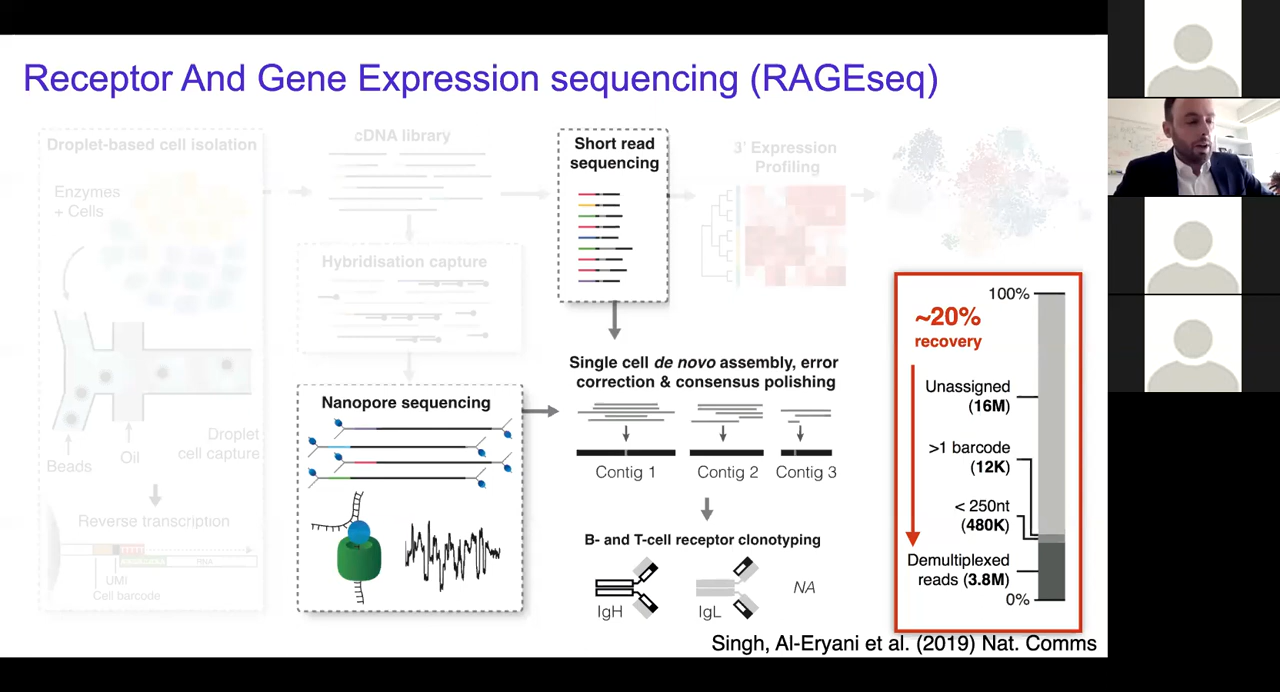 Receptor And Gene Expression sequencing (RAGEseq)
Droplet-based cell isolation
Enzymes
+ Cells
Beads
Oil
Droplet
cell capture
Reverse transcription
RNA
UMI
Cell barcode
cDNA library
Hybridisation capture
Nanopore sequencing
Short read
sequencing
3' Expression
Profiling
Single cell de novo assembly, error
correction & consensus polishing
Contig 1
Contig 2
Contig 3
B- and T-cell receptor clonotyping
IgH
IgL
NA
100%
~20%
recovery
Unassigned
(16M)
>1 barcode
(12K)
< 250nt
(480K)
Demultiplexed
reads (3.8M)
0%
Singh, Al-Eryani et al. (2019) Nat. Comms